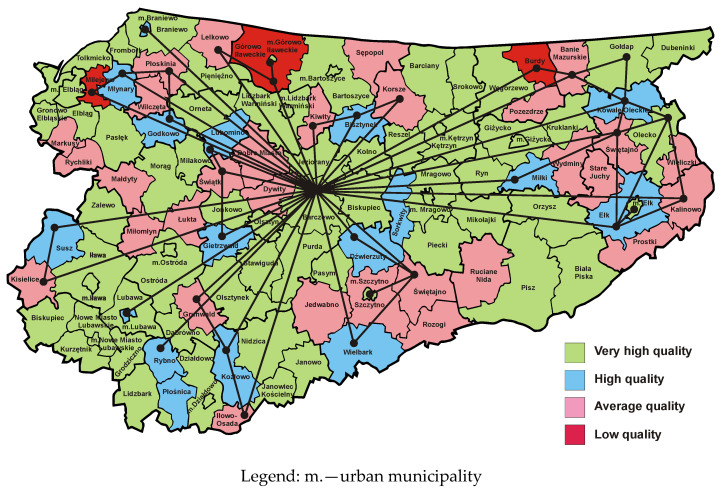 m.Braniewo
Braniewo
Frombork
Tolkmicko
Lelkowo
Górowo
Iławeckie
m.Górowo
Iławeckie
Sępopol
Barciany
Banie
Mazurskie
Gołdap
Dubeninki
Płoskinia
Pieniężno
m.Bartoszyce
Srokowo
Węgorzewo
Budry
m. Elbląg
Młynary
Lidzbark
Warmiński
m.Lidzbark
Warmiński
Bartoszyce
Korsze
Pozezdrze
Kowale Oleckie
Gronowo
Elbląskie
Elbląg
Wilczęta
Orneta
Kiwity
Bisztynek
Giżycko
Kruklanki
Olecko
Pasłęk
Godkowo
Lubomino
Reszel
m.Kętrzyn
Kętrzyn
m.Giżycko
Świętajno
Markusy
Rychliki
Morąg
Miłakowo
Dobre Miasto
Jeziorany
Kolno
Wydminy
Wieliczki
Małdyty
Świątki
Dywity
Mrągowo
Ryn
Miłki
Stare
Juchy
Zalewo
Łukta
Jonkowo
Olsztyn
Barczewo
Biskupiec
Sorkwity
m. Mrągowo
Mikołajki
Orzysz
Ełk
m. Ełk
Kalinowo
Susz
Miłomłyn
Gietrzwałd
Purda
Dźwierzuty
Piecki
Prostki
Iława
m.Ostróda
Stawiguda
Pasym
m.Szczytno
Szczytno
Świętajno
Ruciane
Nida
Biała
Piska
Kisielice
m.Iława
Ostróda
Olsztynek
Jedwabno
Pisz
Biskupiec
Lubawa
Grunwald
Rozogi
Nowe Miasto
Lubawskie
m.Lubawa
Dąbrówno
Nidzica
Wielbark
Kurzętnik
m.Nowe Miasto
Lubawskie
Grodziczno
Rybno
Działdowo
Kozłowo
Janowo
Lidzbark
Płośnica
m.Działdowo
Janowiec
Kościelny
Iłowo-
Osada
Very high quality
High quality
Average quality
Low quality
Legend: m.—urban municipality